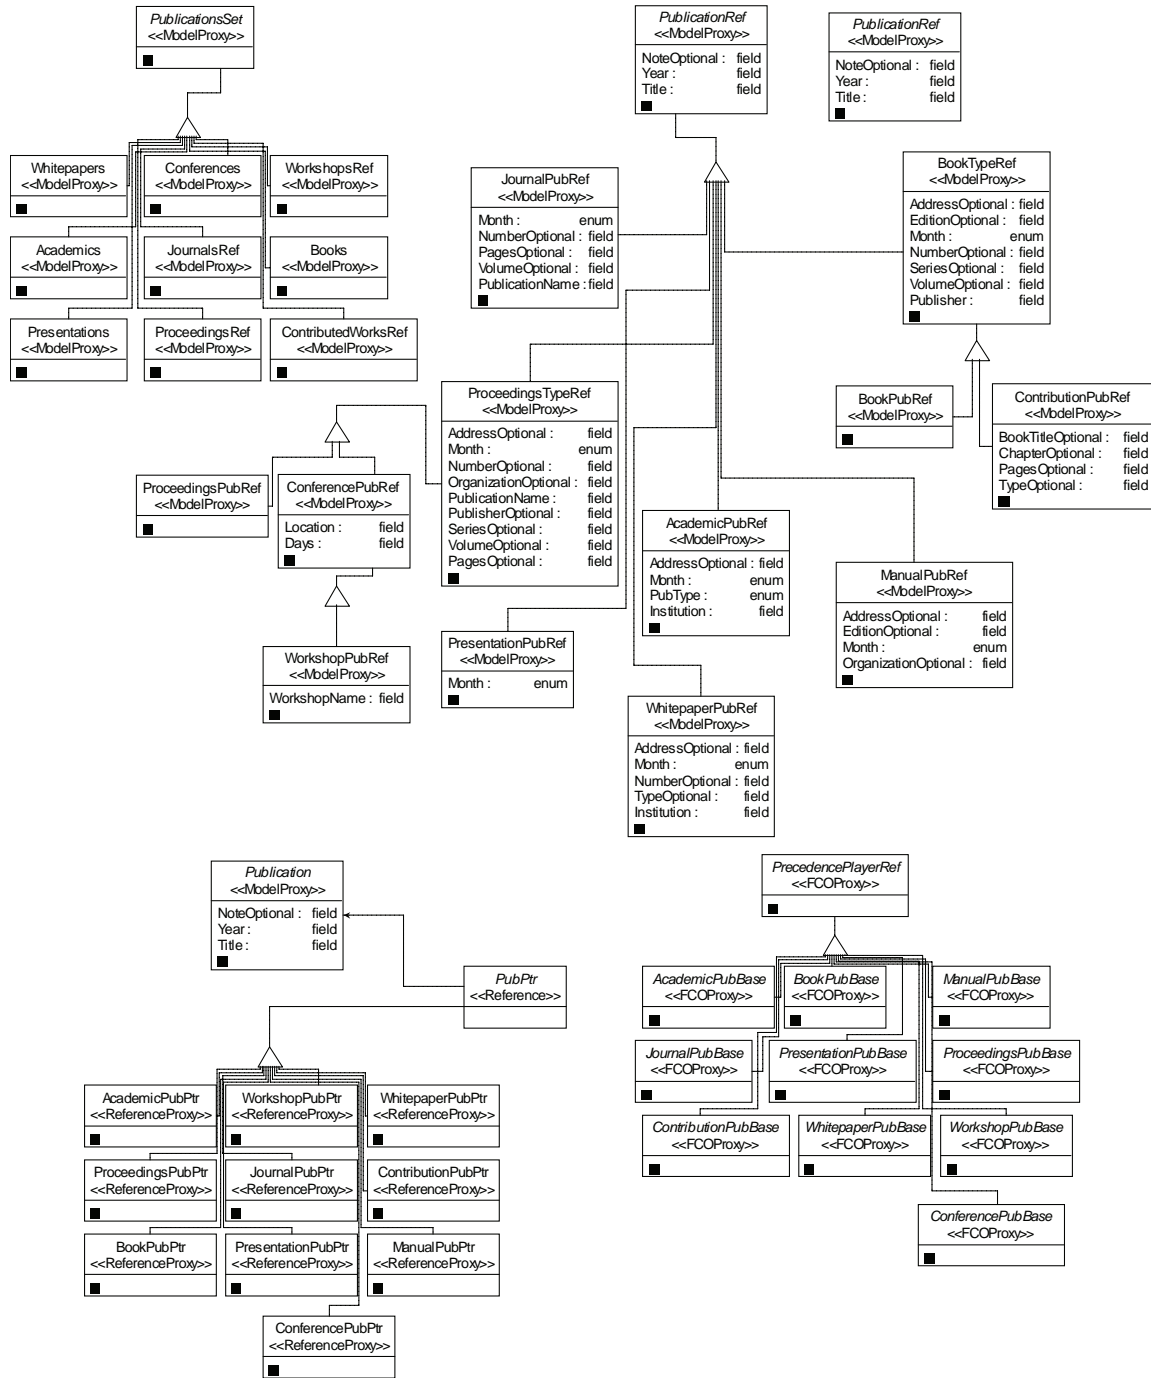 PublicationsSet
<<ModelProxy>>
PublicationRef
<<ModelProxy>>
NoteOptional : field
Year : field
Title : field
PublicationRef
<<ModelProxy>>
NoteOptional : field
Year : field
Title : field
Whitepapers
<<ModelProxy>>
Conferences
<<ModelProxy>>
WorkshopsRef
<<ModelProxy>>
Academics
<<ModelProxy>>
JournalsRef
<<ModelProxy>>
Books
<<ModelProxy>>
Presentations
<<ModelProxy>>
ProceedingsRef
<<ModelProxy>>
ContributedWorksRef
<<ModelProxy>>
JournalPubRef
<<ModelProxy>>
Month : enum
NumberOptional : field
PagesOptional : field
VolumeOptional : field
PublicationName : field
BookTypeRef
<<ModelProxy>>
AddressOptional : field
EditionOptional : field
Month : enum
NumberOptional : field
SeriesOptional : field
VolumeOptional : field
Publisher : field
BookPubRef
<<ModelProxy>>
ContributionPubRef
<<ModelProxy>>
BookTitleOptional : field
ChapterOptional : field
PagesOptional : field
TypeOptional : field
ProceedingsTypeRef
<<ModelProxy>>
AddressOptional : field
Month : enum
NumberOptional : field
OrganizationOptional : field
PublicationName : field
PublisherOptional : field
SeriesOptional : field
VolumeOptional : field
PagesOptional : field
ProceedingsPubRef
<<ModelProxy>>
ConferencePubRef
<<ModelProxy>>
Location : field
Days : field
WorkshopPubRef
<<ModelProxy>>
WorkshopName : field
PresentationPubRef
<<ModelProxy>>
Month : enum
AcademicPubRef
<<ModelProxy>>
AddressOptional : field
Month : enum
PubType : enum
Institution : field
ManualPubRef
<<ModelProxy>>
AddressOptional : field
EditionOptional : field
Month : enum
OrganizationOptional : field
WhitepaperPubRef
<<ModelProxy>>
AddressOptional : field
Month : enum
NumberOptional : field
TypeOptional : field
Institution : field
Publication
<<ModelProxy>>
NoteOptional : field
Year : field
Title : field
PubPtr
<<Reference>>
AcademicPubPtr
<<ReferenceProxy>>
WorkshopPubPtr
<<ReferenceProxy>>
WhitepaperPubPtr
<<ReferenceProxy>>
ProceedingsPubPtr
<<ReferenceProxy>>
JournalPubPtr
<<ReferenceProxy>>
ContributionPubPtr
<<ReferenceProxy>>
BookPubPtr
<<ReferenceProxy>>
PresentationPubPtr
<<ReferenceProxy>>
ManualPubPtr
<<ReferenceProxy>>
ConferencePubPtr
<<ReferenceProxy>>
PrecedencePlayerRef
<<FCOProxy>>
AcademicPubBase
<<FCOProxy>>
BookPubBase
<<FCOProxy>>
ManualPubBase
<<FCOProxy>>
JournalPubBase
<<FCOProxy>>
PresentationPubBase
<<FCOProxy>>
ProceedingsPubBase
<<FCOProxy>>
ContributionPubBase
<<FCOProxy>>
WhitepaperPubBase
<<FCOProxy>>
WorkshopPubBase
<<FCOProxy>>
ConferencePubBase
<<FCOProxy>>